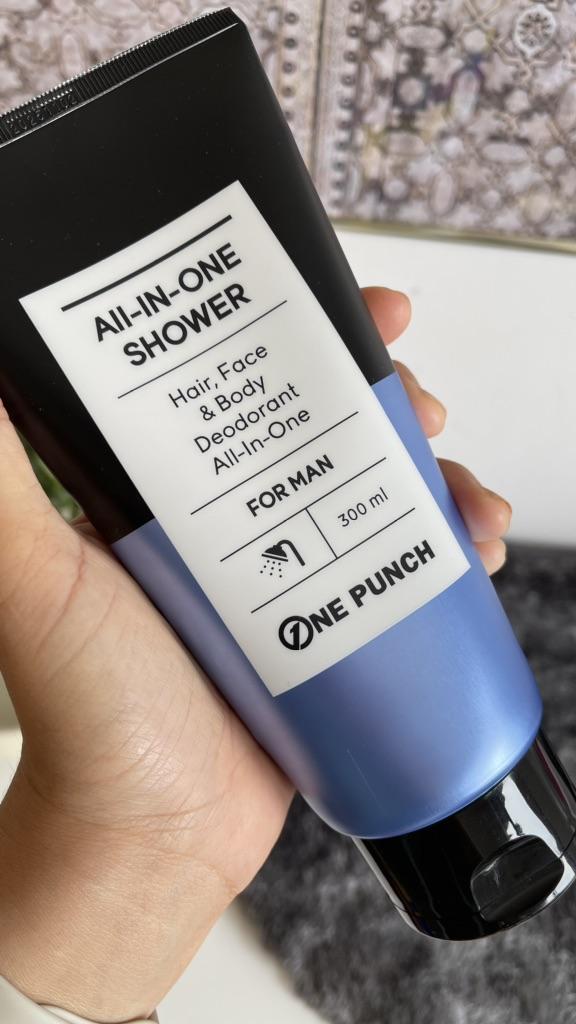 All-IN-ONE
SHOWER
Hair, Face
& Body
Deodorant
All-In-One
FOR MAN
300 ml
ONE PUNCH